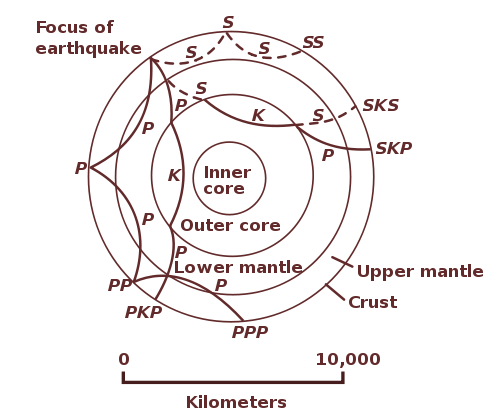 S
Focus of
earthquake
S
S
SS
S
P
K
S
SKS
P
P
SKP
P
K
Inner
core
P
Outer core
P
Lower mantle
Upper mantle
PP
P
Crust
PKP
PPP
0
10,000
Kilometers